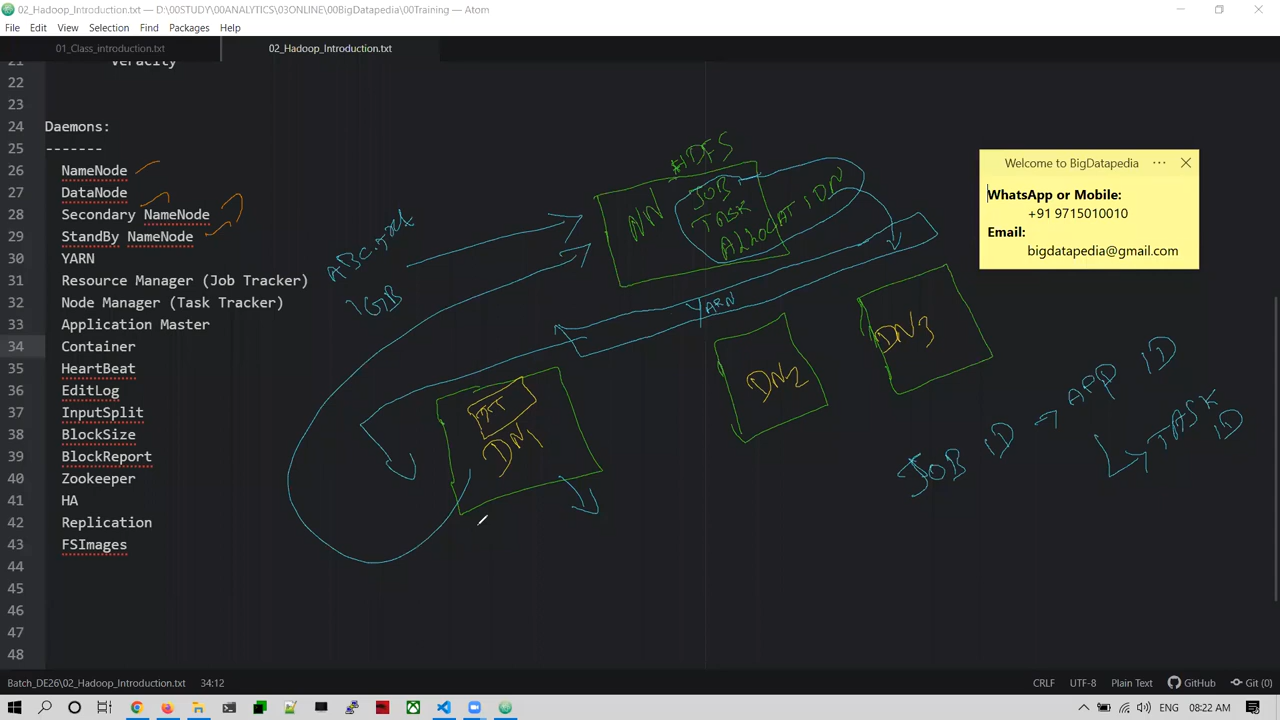 02_Hadoop_Introduction.txt — D:\00STUDY\00ANALYTICS\03ONLINE\00BigDatapedia\00Training — Atom
File Edit View Selection Find Packages Help
01_Class_introduction.txt 02_Hadoop_Introduction.txt
21 Veracity
22
23
24 Daemons:
25 -------
26 NameNode
27 DataNode
28 Secondary NameNode
29 StandBy NameNode
30 YARN
31 Resource Manager (Job Tracker)
32 Node Manager (Task Tracker)
33 Application Master
34 Container
35 HeartBeat
36 EditLog
37 InputSplit
38 BlockSize
39 BlockReport
40 Zookeeper
41 HA
42 Replication
43 FSImages
44
45
46
47
48
HDFS
NN
JOB
TASK
AllocATiON
1GB
YARN
DN1
DN2
DN3
JOB ID → APP ID
TASK ID
Welcome to BigDatapedia
WhatsApp or Mobile:
+91 9715010010
Email:
bigdatapedia@gmail.com
Batch_DE26\02_Hadoop_Introduction.txt 34:12 CRLF UTF-8 Plain Text GitHub Git (0)
ENG 08:22 AM